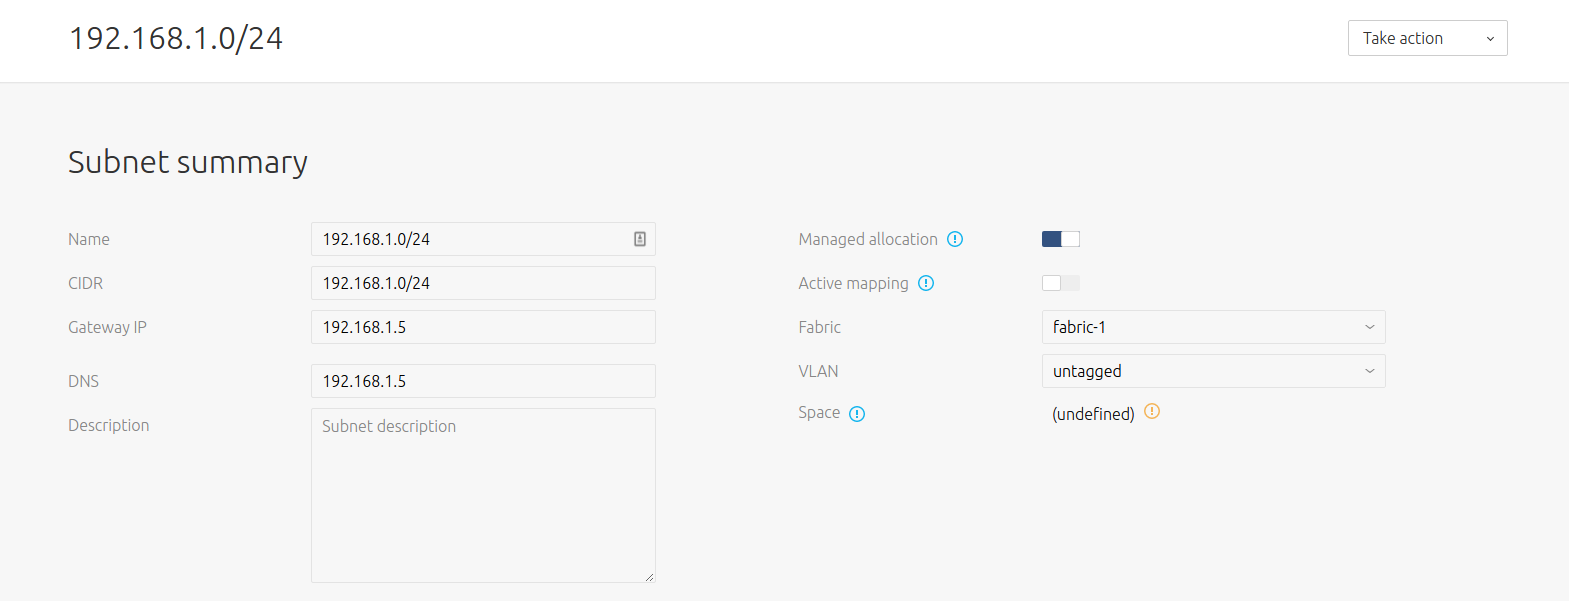 192.168.1.0/24
Take action
Subnet summary
Name
192.168.1.0/24
CIDR
192.168.1.0/24
Gateway IP
192.168.1.5
DNS
192.168.1.5
Description
Subnet description
Managed allocation
Active mapping
Fabric
fabric-1
VLAN
untagged
Space
(undefined)